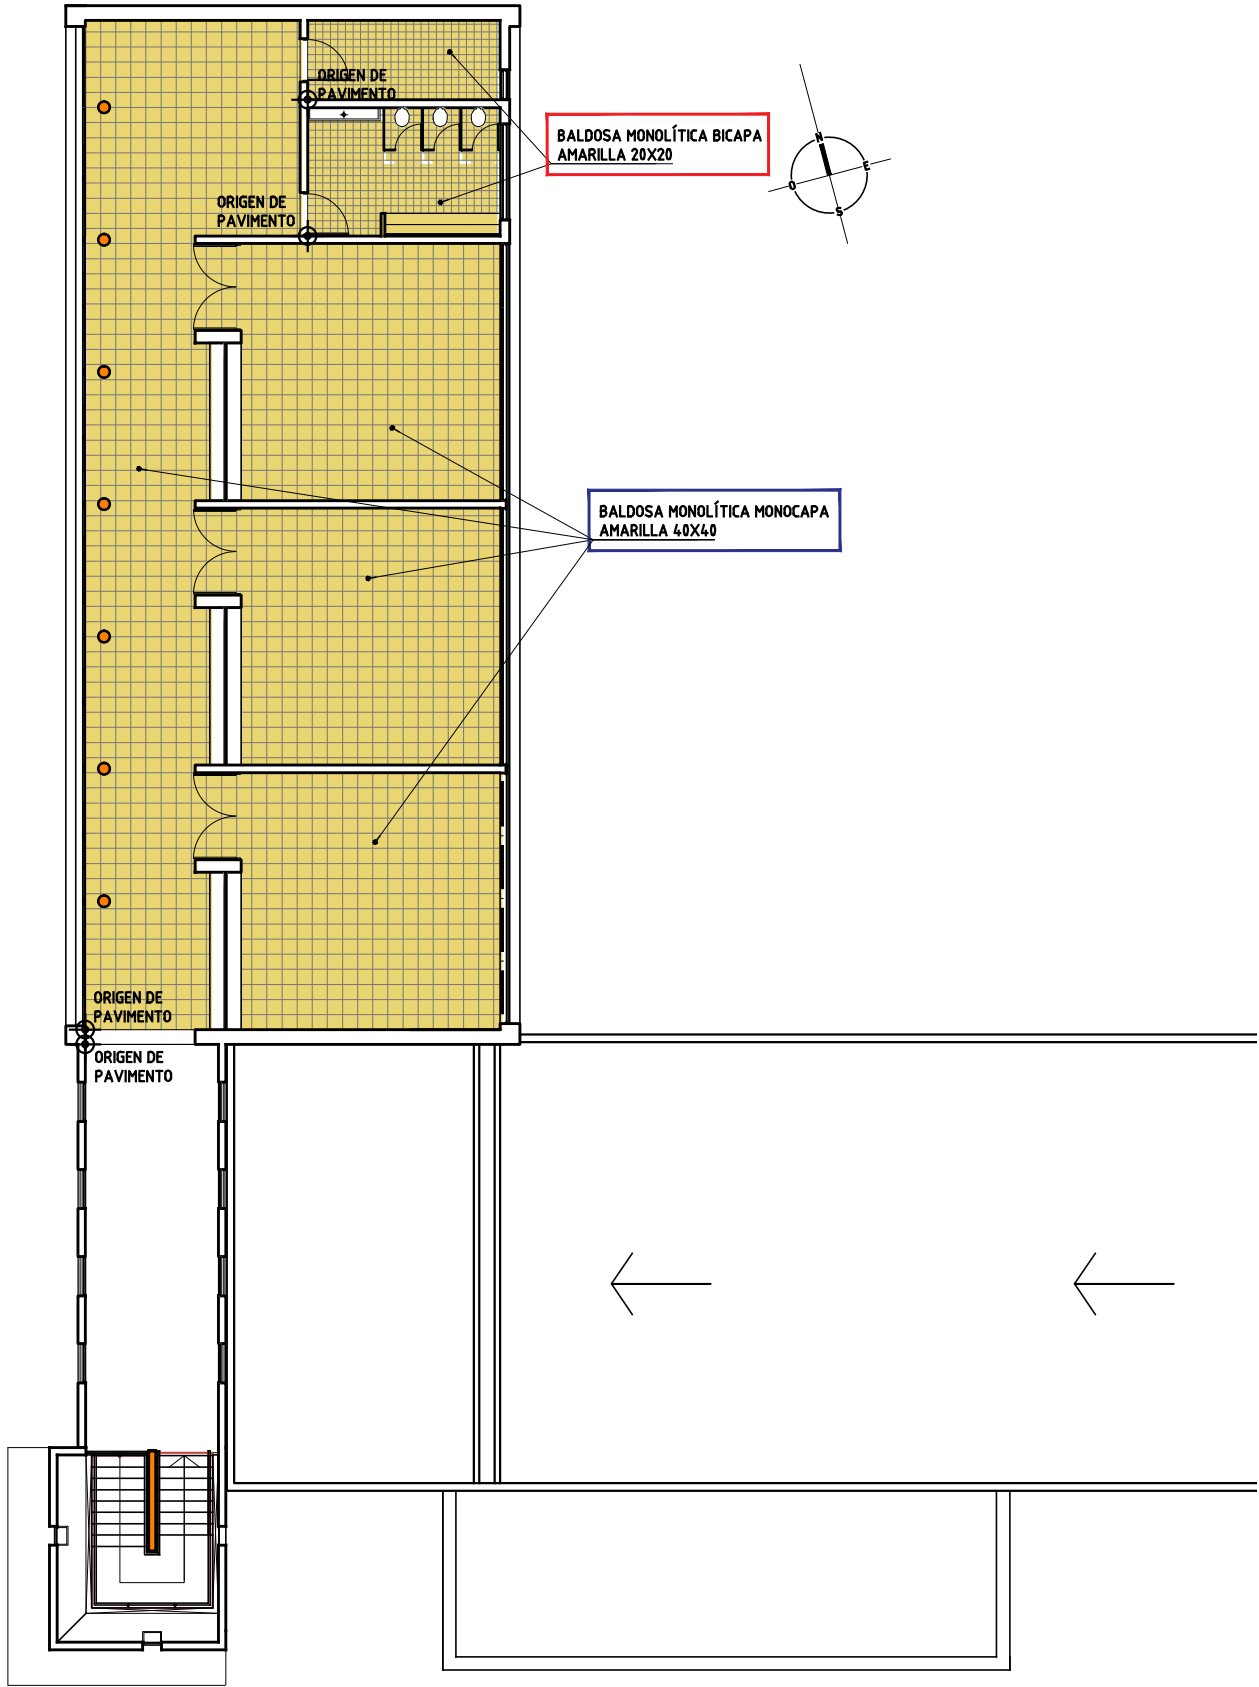 ORIGEN DE
PAVIMENTO
BALDOSA MONOLÍTICA BICAPA
AMARILLA 20X20
N
E
O
S
ORIGEN DE
PAVIMENTO
BALDOSA MONOLÍTICA MONOCAPA
AMARILLA 40X40
ORIGEN DE
PAVIMENTO
ORIGEN DE
PAVIMENTO